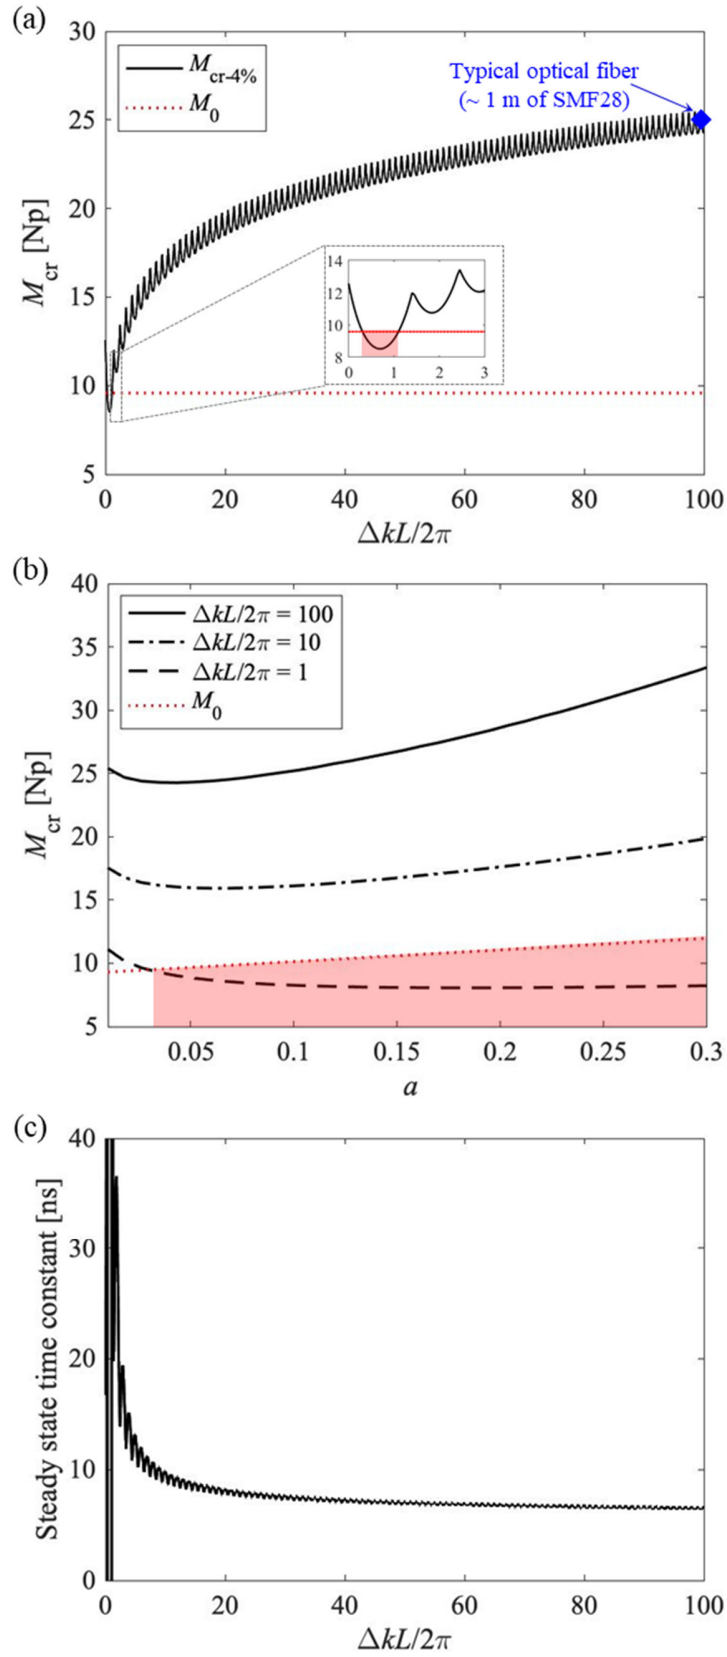 (a)
30
25
20
15
10
5
M_cr [Np]
M_cr-4%
M_0
Typical optical fiber
(~ 1 m of SMF28)
14
12
10
8
0 1 2 3
0 20 40 60 80 100
ΔkL/2π
(b)
40
35
30
25
20
15
10
5
M_cr [Np]
ΔkL/2π = 100
ΔkL/2π = 10
ΔkL/2π = 1
M_0
0.05 0.1 0.15 0.2 0.25 0.3
a
(c)
40
30
20
10
0
Steady state time constant [ns]
0 20 40 60 80 100
ΔkL/2π